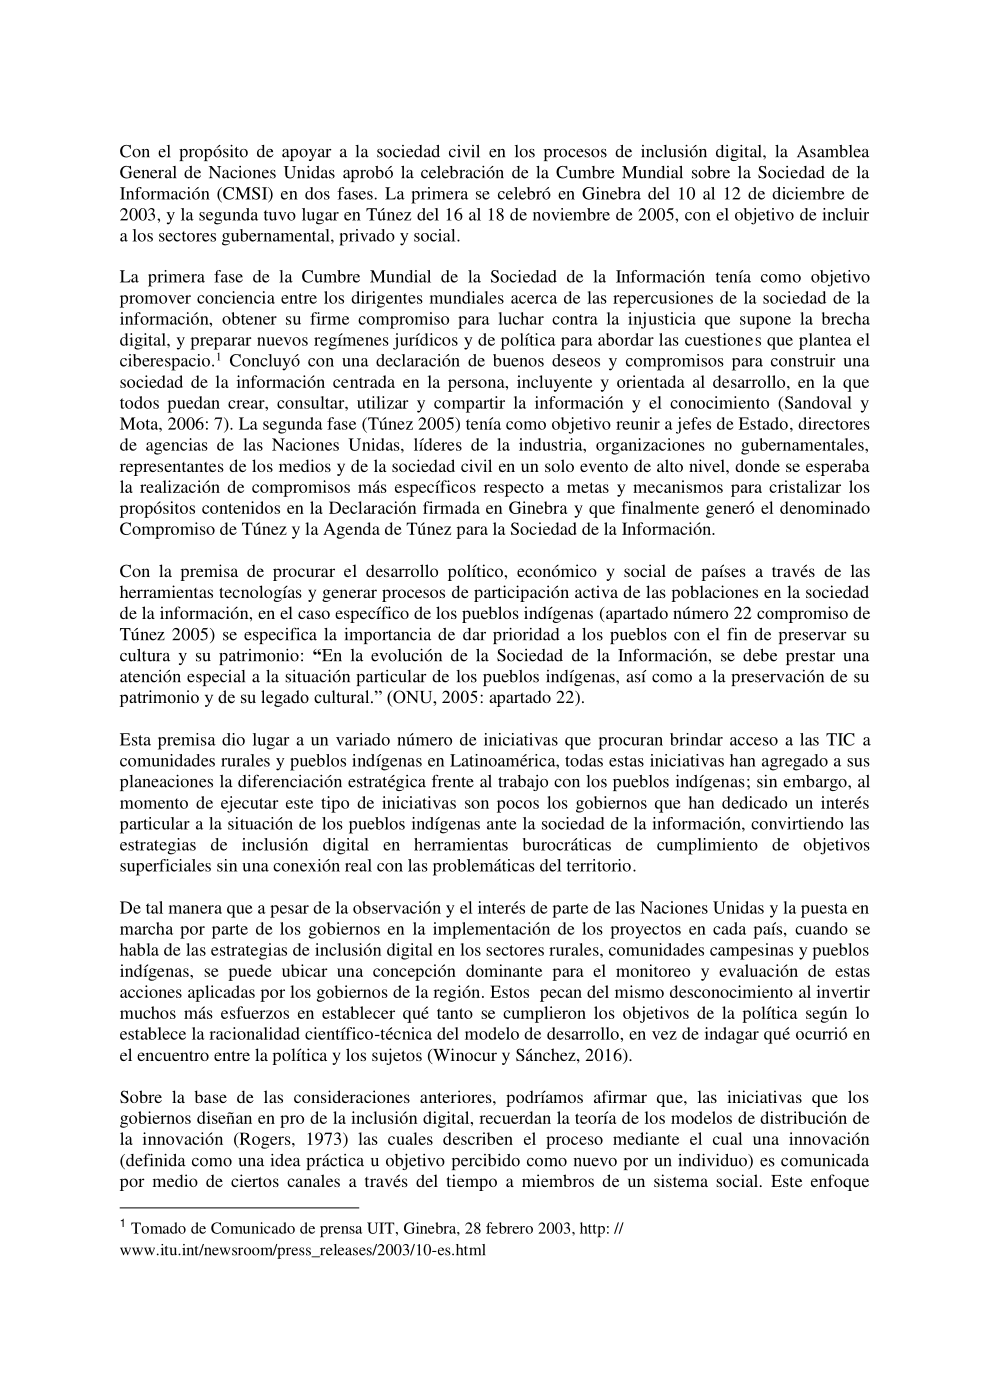 Con el propósito de apoyar a la sociedad civil en los procesos de inclusión digital, la Asamblea
General de Naciones Unidas aprobó la celebración de la Cumbre Mundial sobre la Sociedad de la
Información (CMSI) en dos fases. La primera se celebró en Ginebra del 10 al 12 de diciembre de
2003, y la segunda tuvo lugar en Túnez del 16 al 18 de noviembre de 2005, con el objetivo de incluir
a los sectores gubernamental, privado y social.
La primera fase de la Cumbre Mundial de la Sociedad de la Información tenía como objetivo
promover conciencia entre los dirigentes mundiales acerca de las repercusiones de la sociedad de la
información, obtener su firme compromiso para luchar contra la injusticia que supone la brecha
digital, y preparar nuevos regímenes jurídicos y de política para abordar las cuestiones que plantea el
ciberespacio.¹ Concluyó con una declaración de buenos deseos y compromisos para construir una
sociedad de la información centrada en la persona, incluyente y orientada al desarrollo, en la que
todos puedan crear, consultar, utilizar y compartir la información y el conocimiento (Sandoval y
Mota, 2006: 7). La segunda fase (Túnez 2005) tenía como objetivo reunir a jefes de Estado, directores
de agencias de las Naciones Unidas, líderes de la industria, organizaciones no gubernamentales,
representantes de los medios y de la sociedad civil en un solo evento de alto nivel, donde se esperaba
la realización de compromisos más específicos respecto a metas y mecanismos para cristalizar los
propósitos contenidos en la Declaración firmada en Ginebra y que finalmente generó el denominado
Compromiso de Túnez y la Agenda de Túnez para la Sociedad de la Información.
Con la premisa de procurar el desarrollo político, económico y social de países a través de las
herramientas tecnologías y generar procesos de participación activa de las poblaciones en la sociedad
de la información, en el caso específico de los pueblos indígenas (apartado número 22 compromiso de
Túnez 2005) se especifica la importancia de dar prioridad a los pueblos con el fin de preservar su
cultura y su patrimonio: “En la evolución de la Sociedad de la Información, se debe prestar una
atención especial a la situación particular de los pueblos indígenas, así como a la preservación de su
patrimonio y de su legado cultural.” (ONU, 2005: apartado 22).
Esta premisa dio lugar a un variado número de iniciativas que procuran brindar acceso a las TIC a
comunidades rurales y pueblos indígenas en Latinoamérica, todas estas iniciativas han agregado a sus
planeaciones la diferenciación estratégica frente al trabajo con los pueblos indígenas; sin embargo, al
momento de ejecutar este tipo de iniciativas son pocos los gobiernos que han dedicado un interés
particular a la situación de los pueblos indígenas ante la sociedad de la información, convirtiendo las
estrategias de inclusión digital en herramientas burocráticas de cumplimiento de objetivos
superficiales sin una conexión real con las problemáticas del territorio.
De tal manera que a pesar de la observación y el interés de parte de las Naciones Unidas y la puesta en
marcha por parte de los gobiernos en la implementación de los proyectos en cada país, cuando se
habla de las estrategias de inclusión digital en los sectores rurales, comunidades campesinas y pueblos
indígenas, se puede ubicar una concepción dominante para el monitoreo y evaluación de estas
acciones aplicadas por los gobiernos de la región. Estos pecan del mismo desconocimiento al invertir
muchos más esfuerzos en establecer qué tanto se cumplieron los objetivos de la política según lo
establece la racionalidad científico-técnica del modelo de desarrollo, en vez de indagar qué ocurrió en
el encuentro entre la política y los sujetos (Winocur y Sánchez, 2016).
Sobre la base de las consideraciones anteriores, podríamos afirmar que, las iniciativas que los
gobiernos diseñan en pro de la inclusión digital, recuerdan la teoría de los modelos de distribución de
la innovación (Rogers, 1973) las cuales describen el proceso mediante el cual una innovación
(definida como una idea práctica u objetivo percibido como nuevo por un individuo) es comunicada
por medio de ciertos canales a través del tiempo a miembros de un sistema social. Este enfoque
¹ Tomado de Comunicado de prensa UIT, Ginebra, 28 febrero 2003, http: //
www.itu.int/newsroom/press_releases/2003/10-es.html